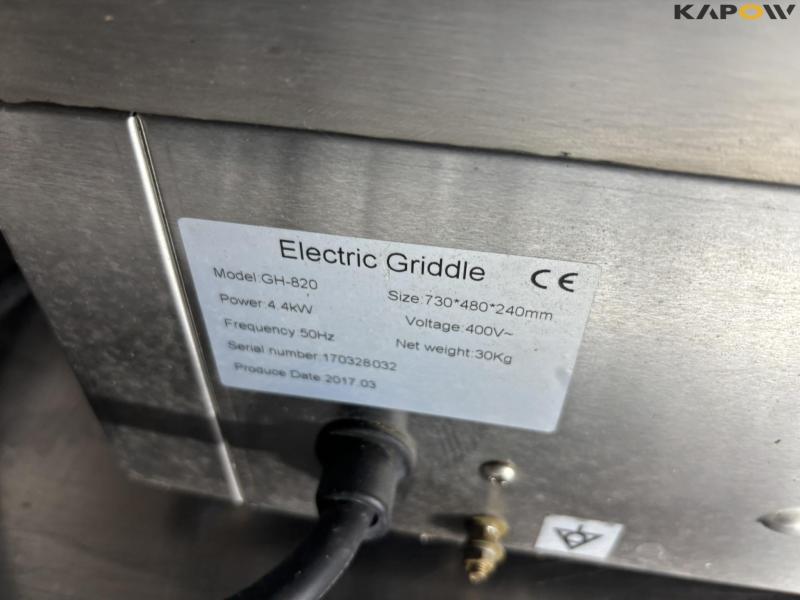 KAPOW
Electric Griddle CE
Model:GH-820 Size:730*480*240mm
Power:4.4kW Voltage:400V~
Frequency:50Hz Net weight:30Kg
Serial number:170328032
Produce Date:2017.03